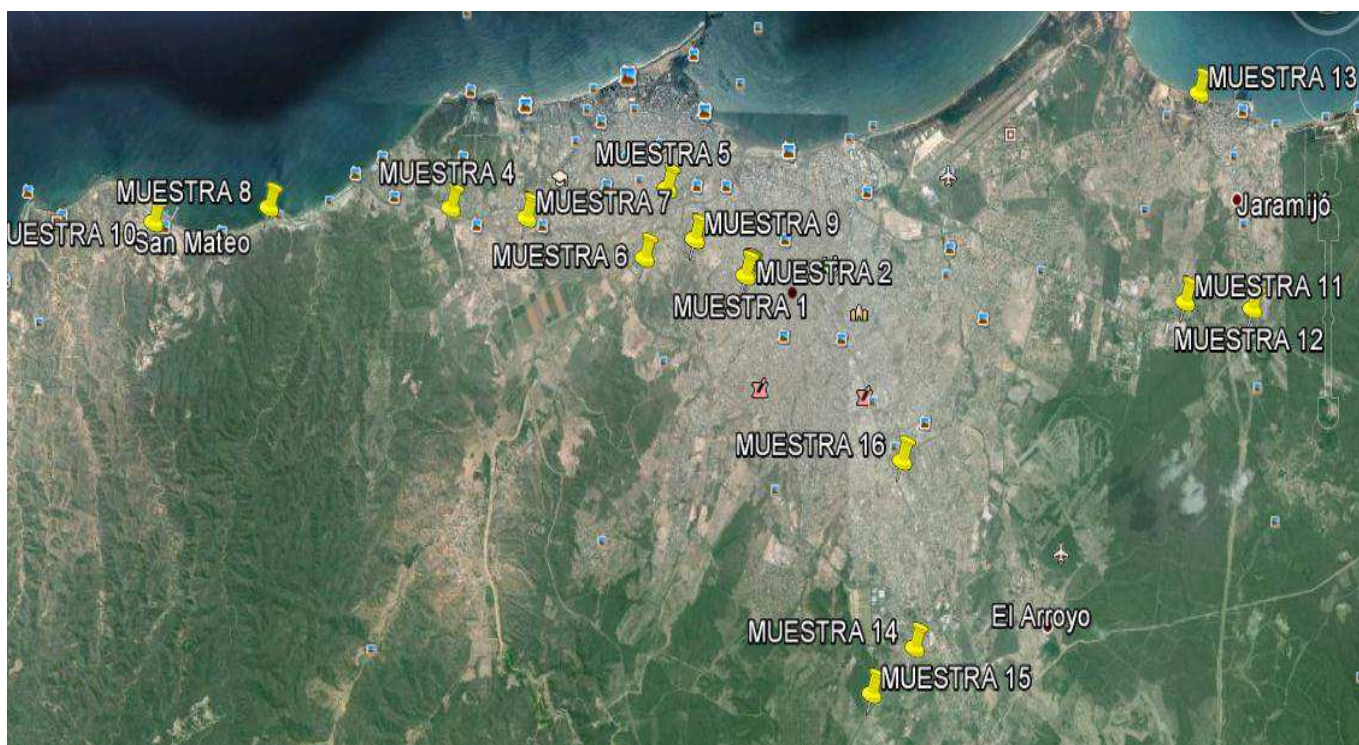 MUESTRA 13
MUESTRA 5
MUESTRA 4
MUESTRA 8
MUESTRA 7
Jaramijó
MUESTRA 9
UESTRA 10
San Mateo
MUESTRA 6
MUESTRA 2
MUESTRA 11
MUESTRA 1
MUESTRA 12
MUESTRA 16
El Arroyo
MUESTRA 14
MUESTRA 15